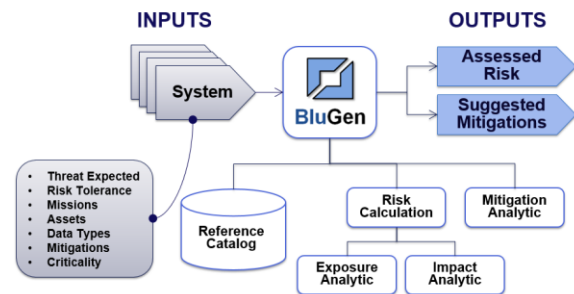 INPUTS
OUTPUTS
System
BluGen
Assessed
Risk
Suggested
Mitigations
• Threat Expected
• Risk Tolerance
• Missions
• Assets
• Data Types
• Mitigations
• Criticality
Reference
Catalog
Risk
Calculation
Mitigation
Analytic
Exposure
Analytic
Impact
Analytic